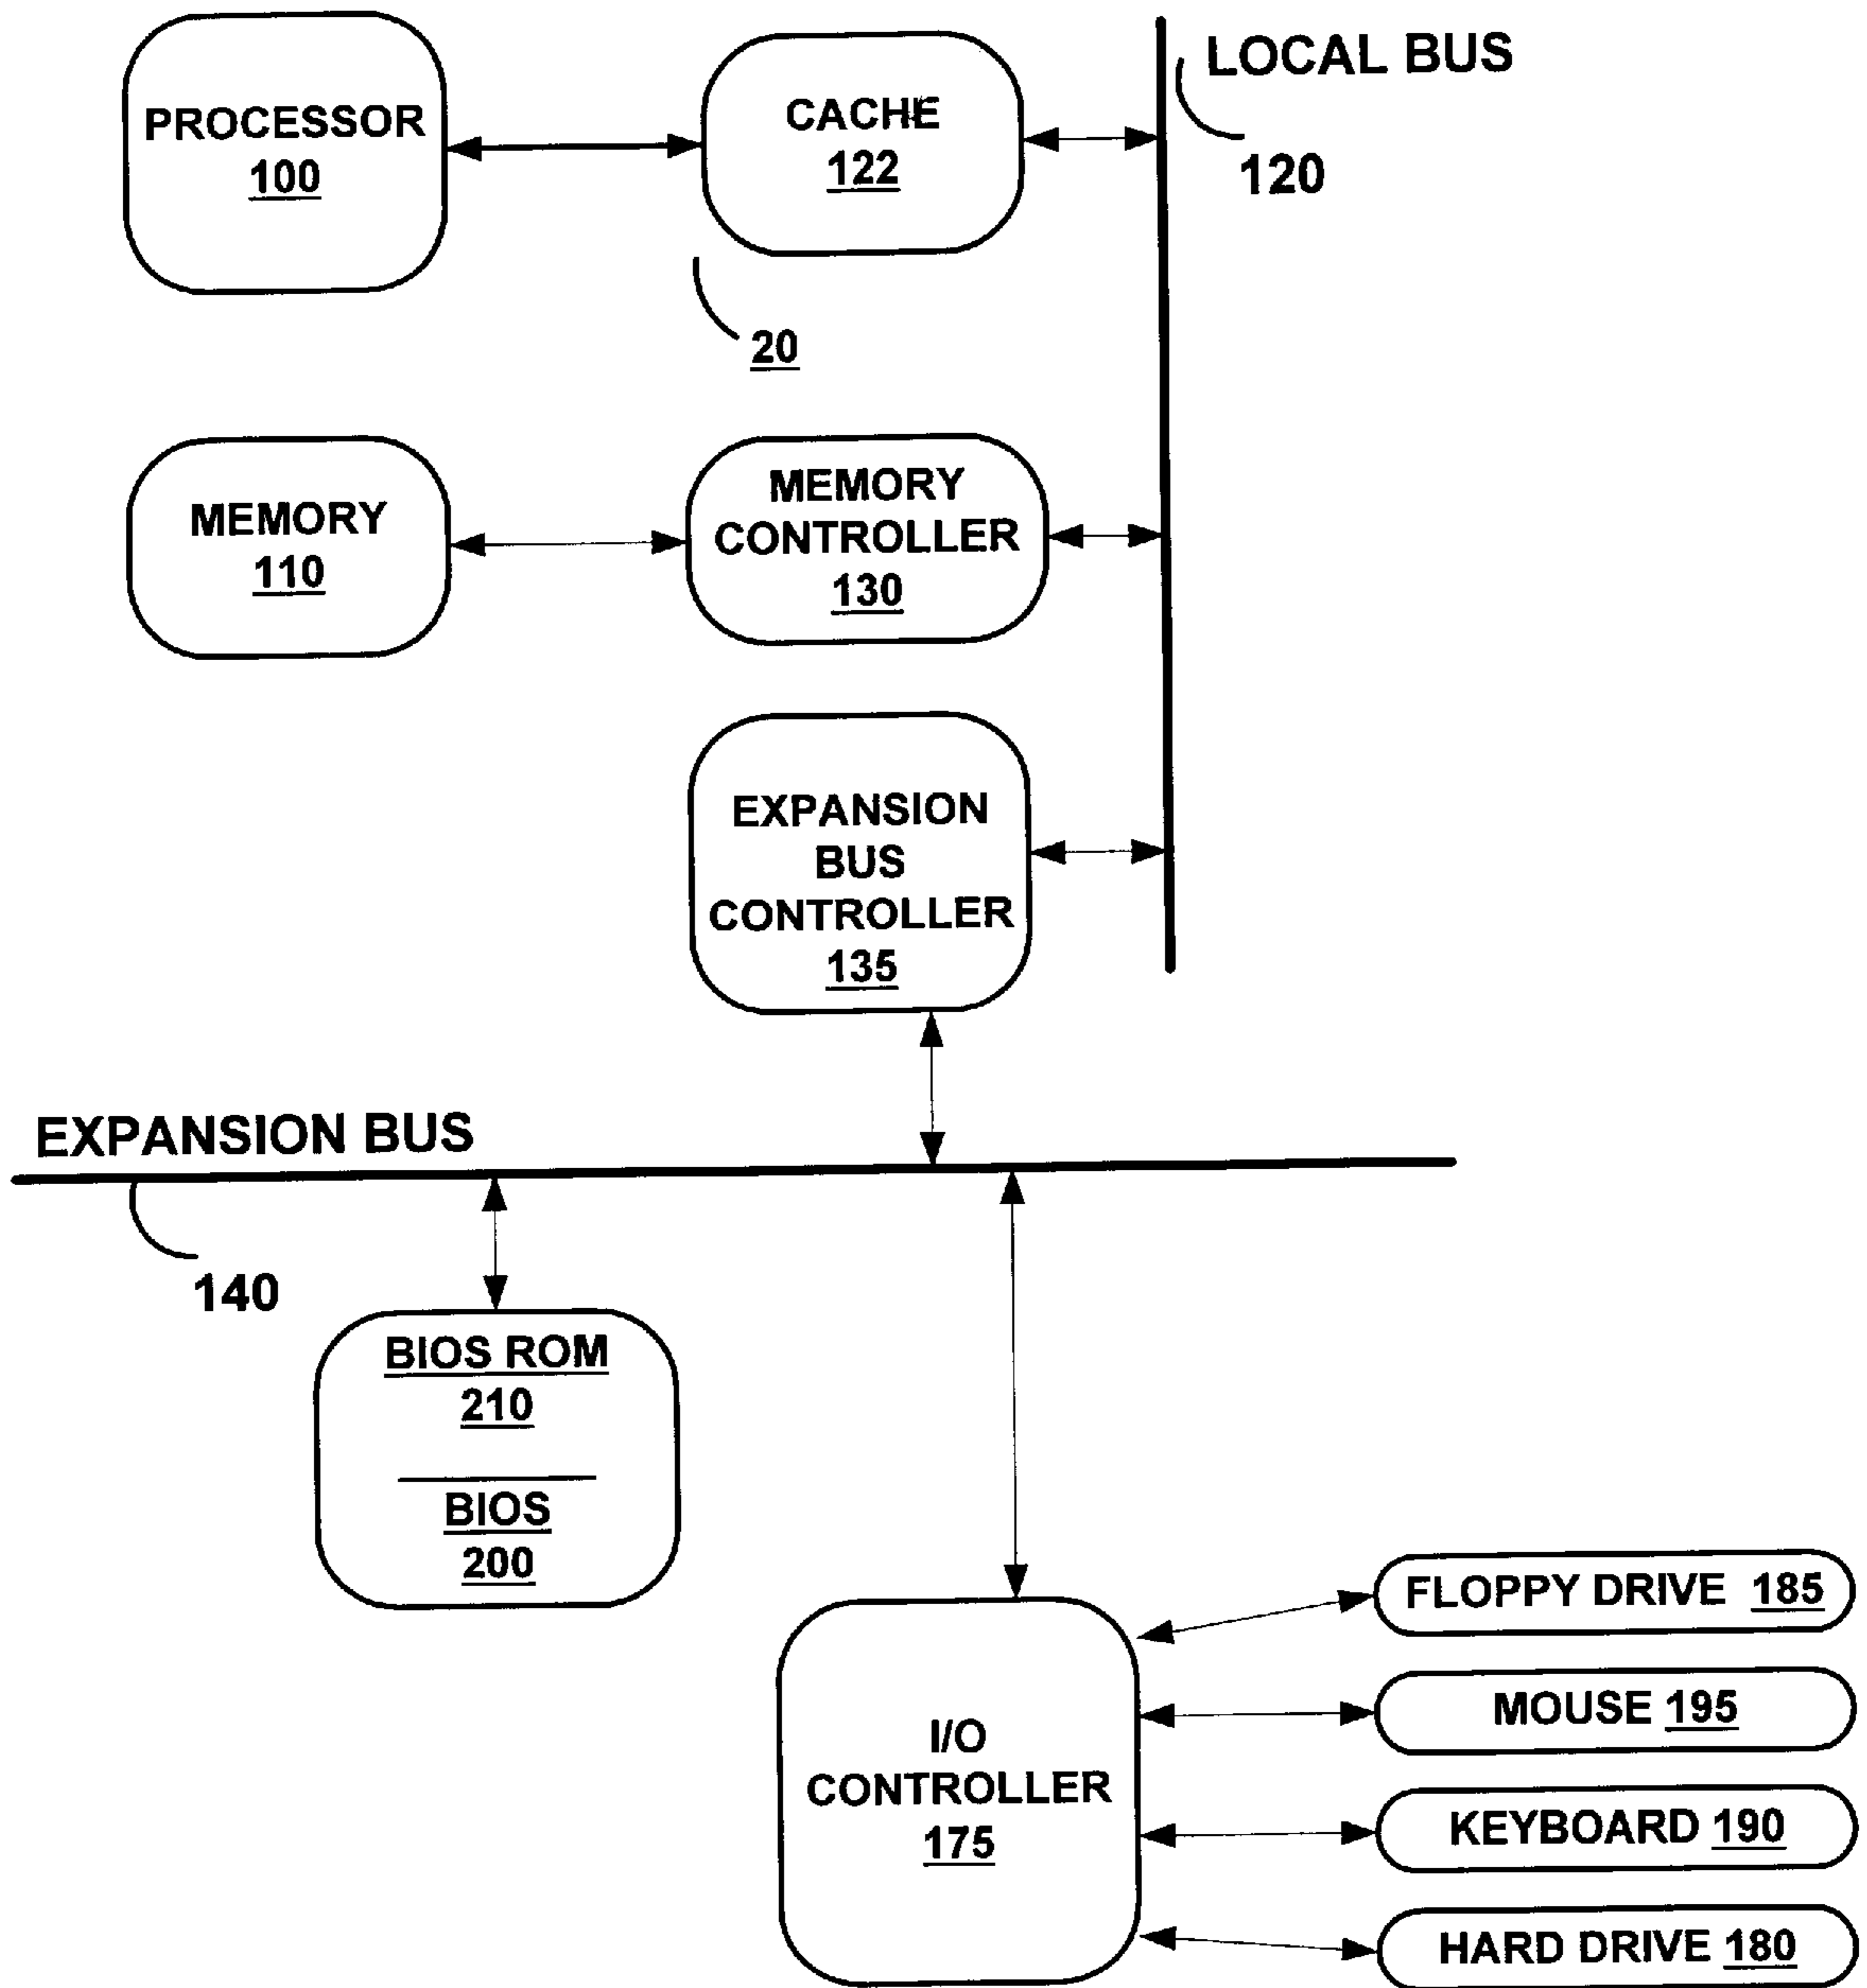 PROCESSOR
100
CACHE
122
LOCAL BUS
120
20
MEMORY
110
MEMORY
CONTROLLER
130
EXPANSION
BUS
CONTROLLER
135
EXPANSION BUS
140
BIOS ROM
210
BIOS
200
I/O
CONTROLLER
175
FLOPPY DRIVE 185
MOUSE 195
KEYBOARD 190
HARD DRIVE 180